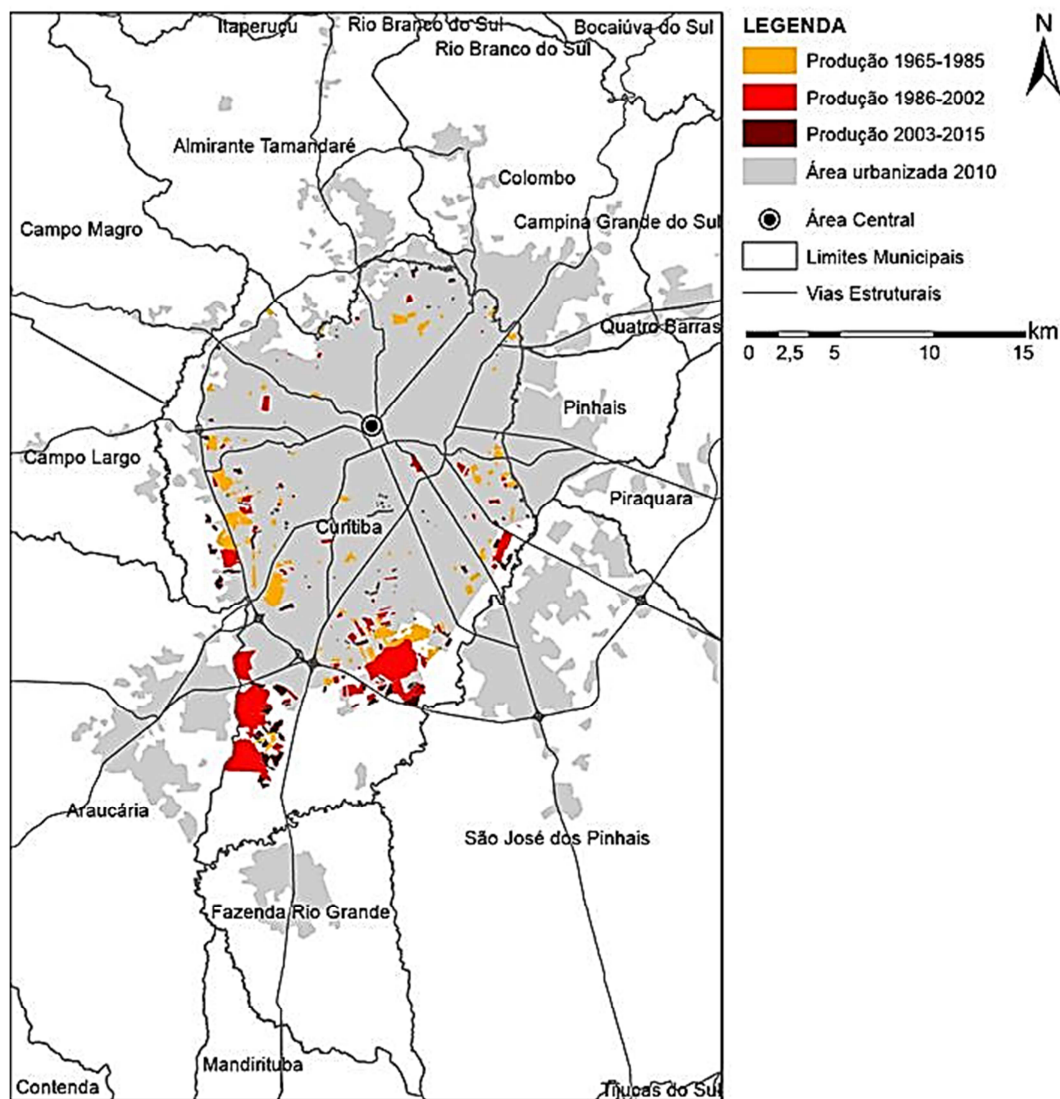 Itaperuçu
Rio Branco do Sul
Bocaiúva do Sul
Rio Branco do Sul
Almirante Tamandaré
Colombo
Campo Magro
Campina Grande do Sul
Quatro Barras
Pinhais
Campo Largo
Piraquara
Curitiba
Araucária
São José dos Pinhais
Fazenda Rio Grande
Mandirituba
Contenda
Tijucas do Sul
LEGENDA
N
Produção 1965-1985
Produção 1986-2002
Produção 2003-2015
Área urbanizada 2010
Área Central
Limites Municipais
Vias Estruturais
km
0 2,5 5 10 15